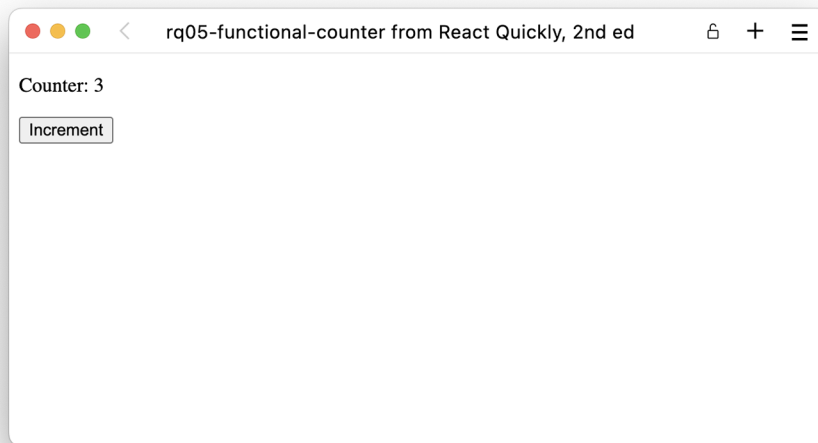 rq05-functional-counter from React Quickly, 2nd ed
Counter: 3
Increment